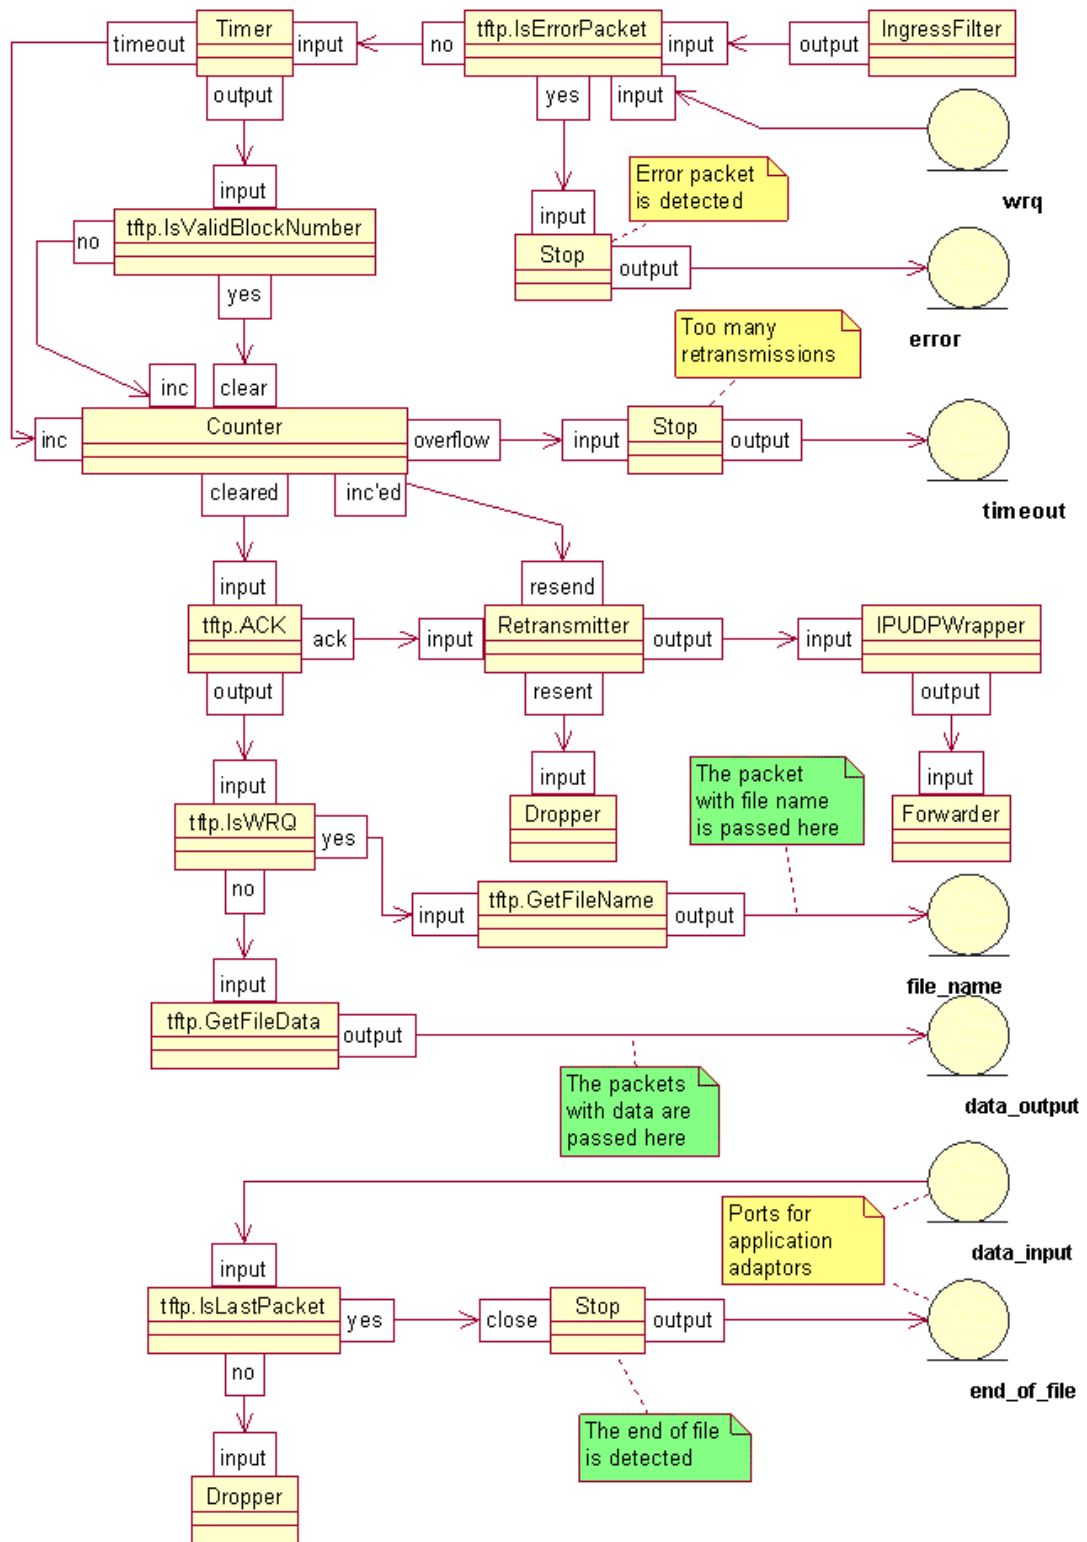 timeout
Timer
input
no
tftp.IsErrorPacket
input
output
IngressFilter
output
yes
input
wrq
input
Error packet
is detected
input
no
tftp.IsValidBlockNumber
Stop
output
yes
error
Too many
retransmissions
inc
clear
inc
Counter
overflow
input
Stop
output
cleared
inc'ed
timeout
input
resend
tftp.ACK
ack
input
Retransmitter
output
input
IPUDPWrapper
output
resent
output
input
input
The packet
with file name
is passed here
input
tftp.IsWRQ
yes
Dropper
Forwarder
no
input
tftp.GetFileName
output
file_name
input
tftp.GetFileData
output
The packets
with data are
passed here
data_output
Ports for
application
adaptors
data_input
input
tftp.IsLastPacket
yes
close
Stop
output
no
end_of_file
The end of file
is detected
input
Dropper